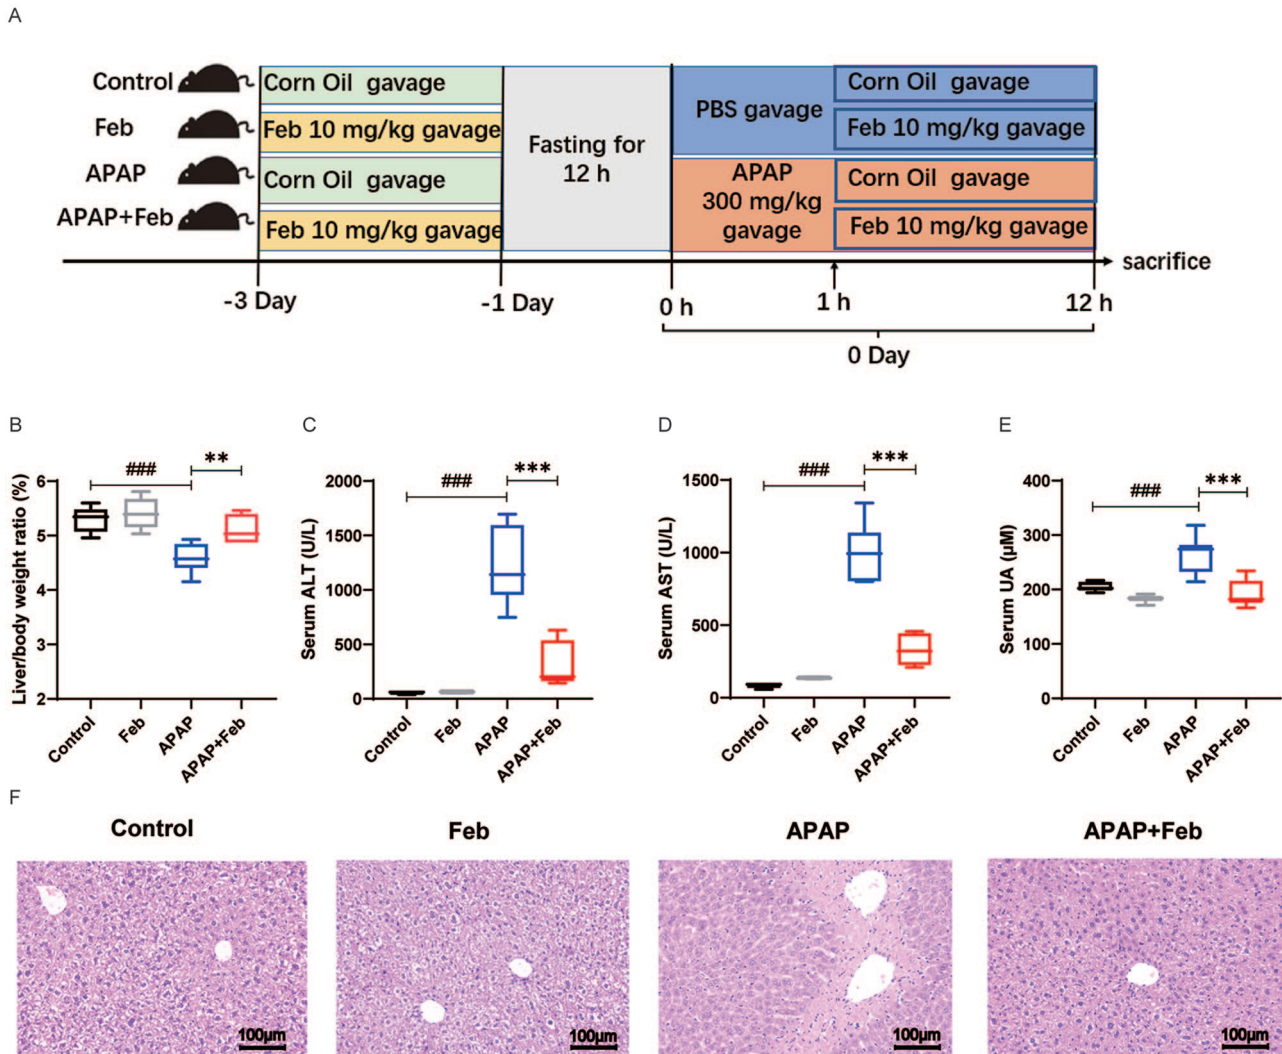 A
Control
Corn Oil gavage
Feb
Feb 10 mg/kg gavage
APAP
Corn Oil gavage
APAP+Feb
Feb 10 mg/kg gavage
Fasting for
12 h
PBS gavage
Corn Oil gavage
Feb 10 mg/kg gavage
APAP
300 mg/kg
gavage
Corn Oil gavage
Feb 10 mg/kg gavage
sacrifice
-3 Day
-1 Day
0 h
1 h
12 h
0 Day
B
###
**
Liver/body weight ratio (%)
6
5
4
3
2
Control
Feb
APAP
APAP+Feb
C
###
***
Serum ALT (U/L)
2000
1500
1000
500
0
Control
Feb
APAP
APAP+Feb
D
###
***
Serum AST (U/L)
1500
1000
500
0
Control
Feb
APAP
APAP+Feb
E
###
***
Serum UA (μM)
400
300
200
100
0
Control
Feb
APAP
APAP+Feb
F
Control
Feb
APAP
APAP+Feb
100μm
100μm
100μm
100μm